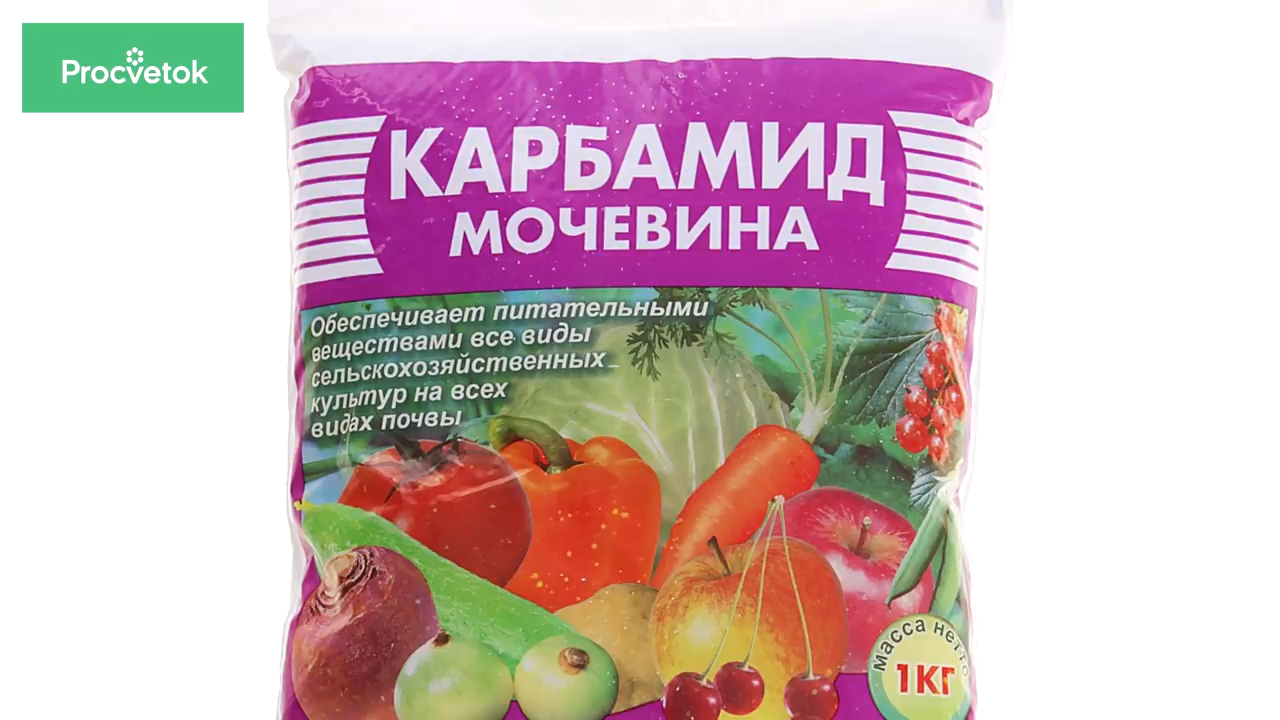 Procvetok
КАРБАМИД
МОЧЕВИНА
Обеспечивает питательными
веществами все виды
сельскохозяйственных
культур на всех
видах почвы
масса нетто
1КГ